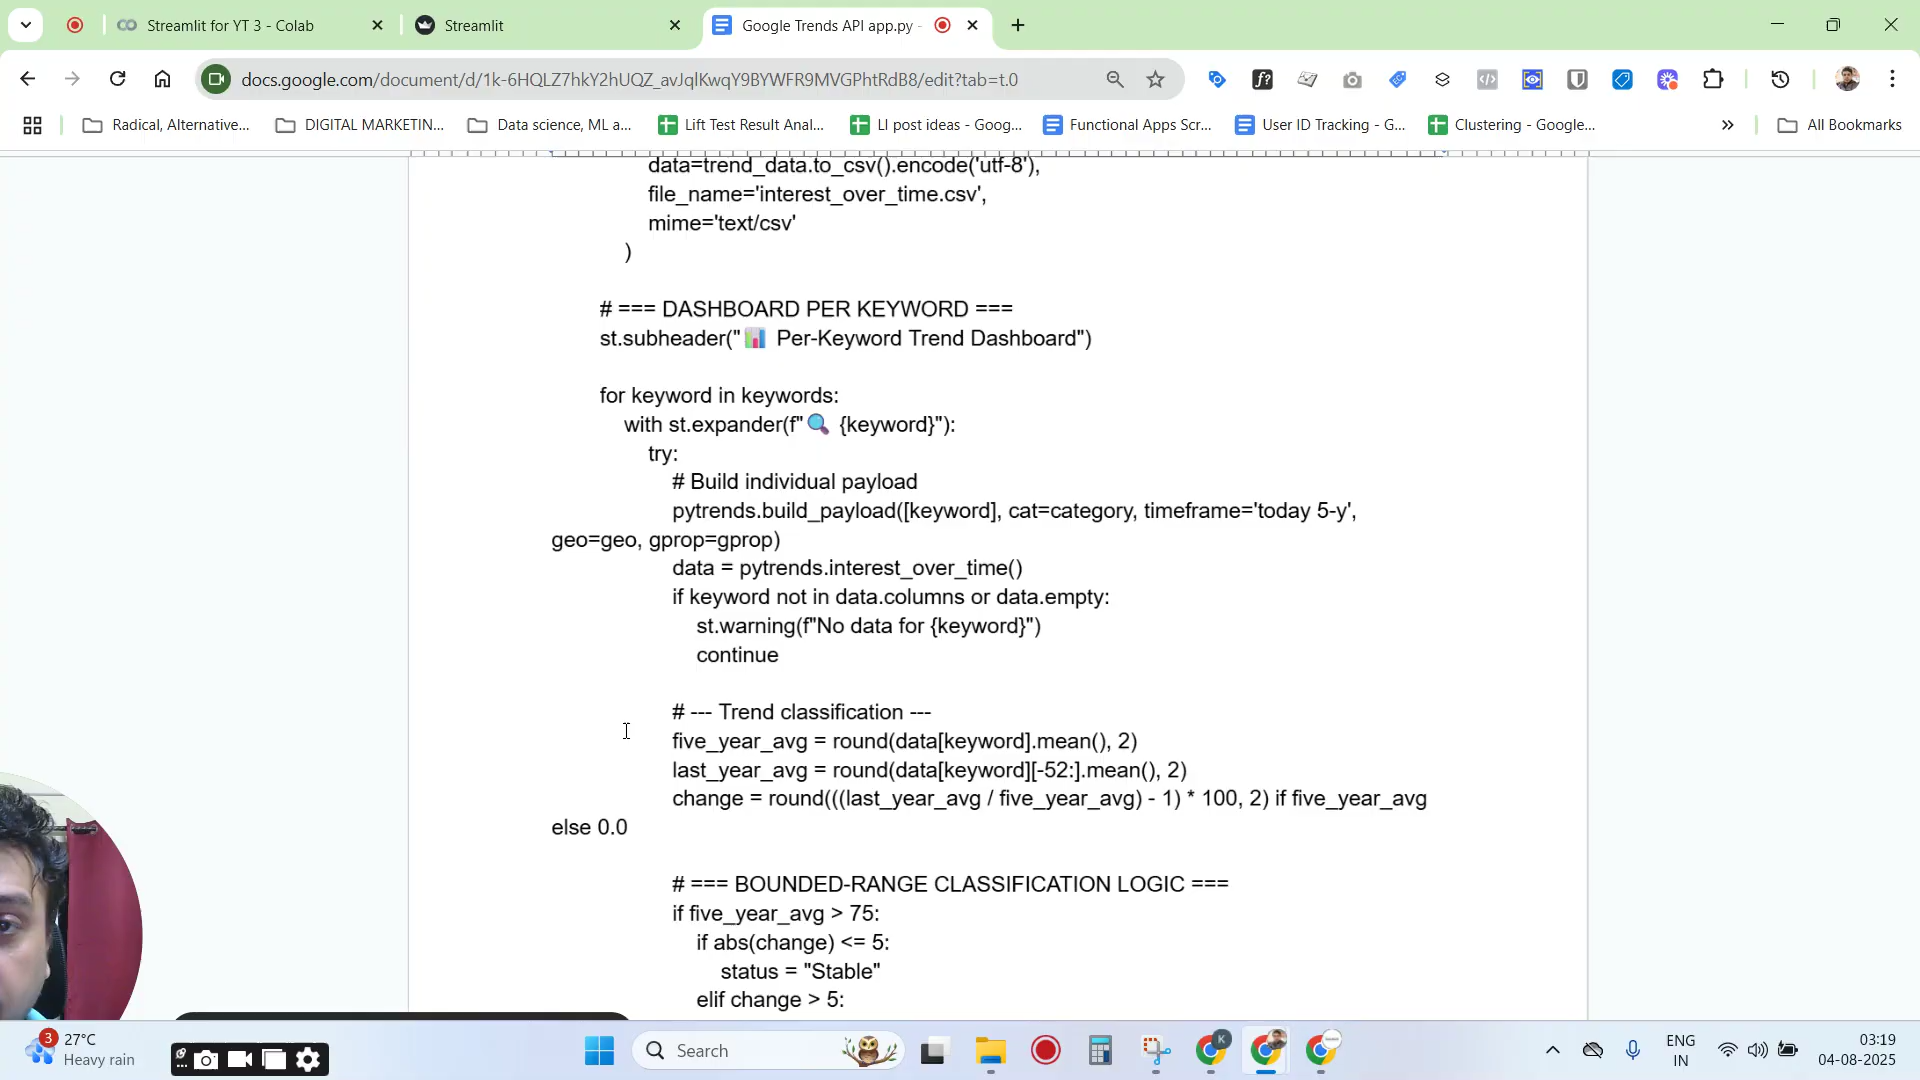 Streamlit for YT 3 - Colab
Streamlit
Google Trends API app.py -
docs.google.com/document/d/1k-6HQLZ7hkY2hUQZ_avJqlKwqY9BYWFR9MVGPhtRdB8/edit?tab=t.0
Radical, Alternative...
DIGITAL MARKETIN...
Data science, ML a...
Lift Test Result Anal...
LI post ideas - Goog...
Functional Apps Scr...
User ID Tracking - G...
Clustering - Google...
All Bookmarks
data=trend_data.to_csv().encode('utf-8'),
file_name='interest_over_time.csv',
mime='text/csv'
)
# === DASHBOARD PER KEYWORD ===
st.subheader("📊 Per-Keyword Trend Dashboard")
for keyword in keywords:
with st.expander(f"🔍 {keyword}"):
try:
# Build individual payload
pytrends.build_payload([keyword], cat=category, timeframe='today 5-y',
geo=geo, gprop=gprop)
data = pytrends.interest_over_time()
if keyword not in data.columns or data.empty:
st.warning(f"No data for {keyword}")
continue
# --- Trend classification ---
five_year_avg = round(data[keyword].mean(), 2)
last_year_avg = round(data[keyword][-52:].mean(), 2)
change = round(((last_year_avg / five_year_avg) - 1) * 100, 2) if five_year_avg
else 0.0
# === BOUNDED-RANGE CLASSIFICATION LOGIC ===
if five_year_avg > 75:
if abs(change) <= 5:
status = "Stable"
elif change > 5:
3
27°C
Heavy rain
Search
K
ENG
IN
03:19
04-08-2025